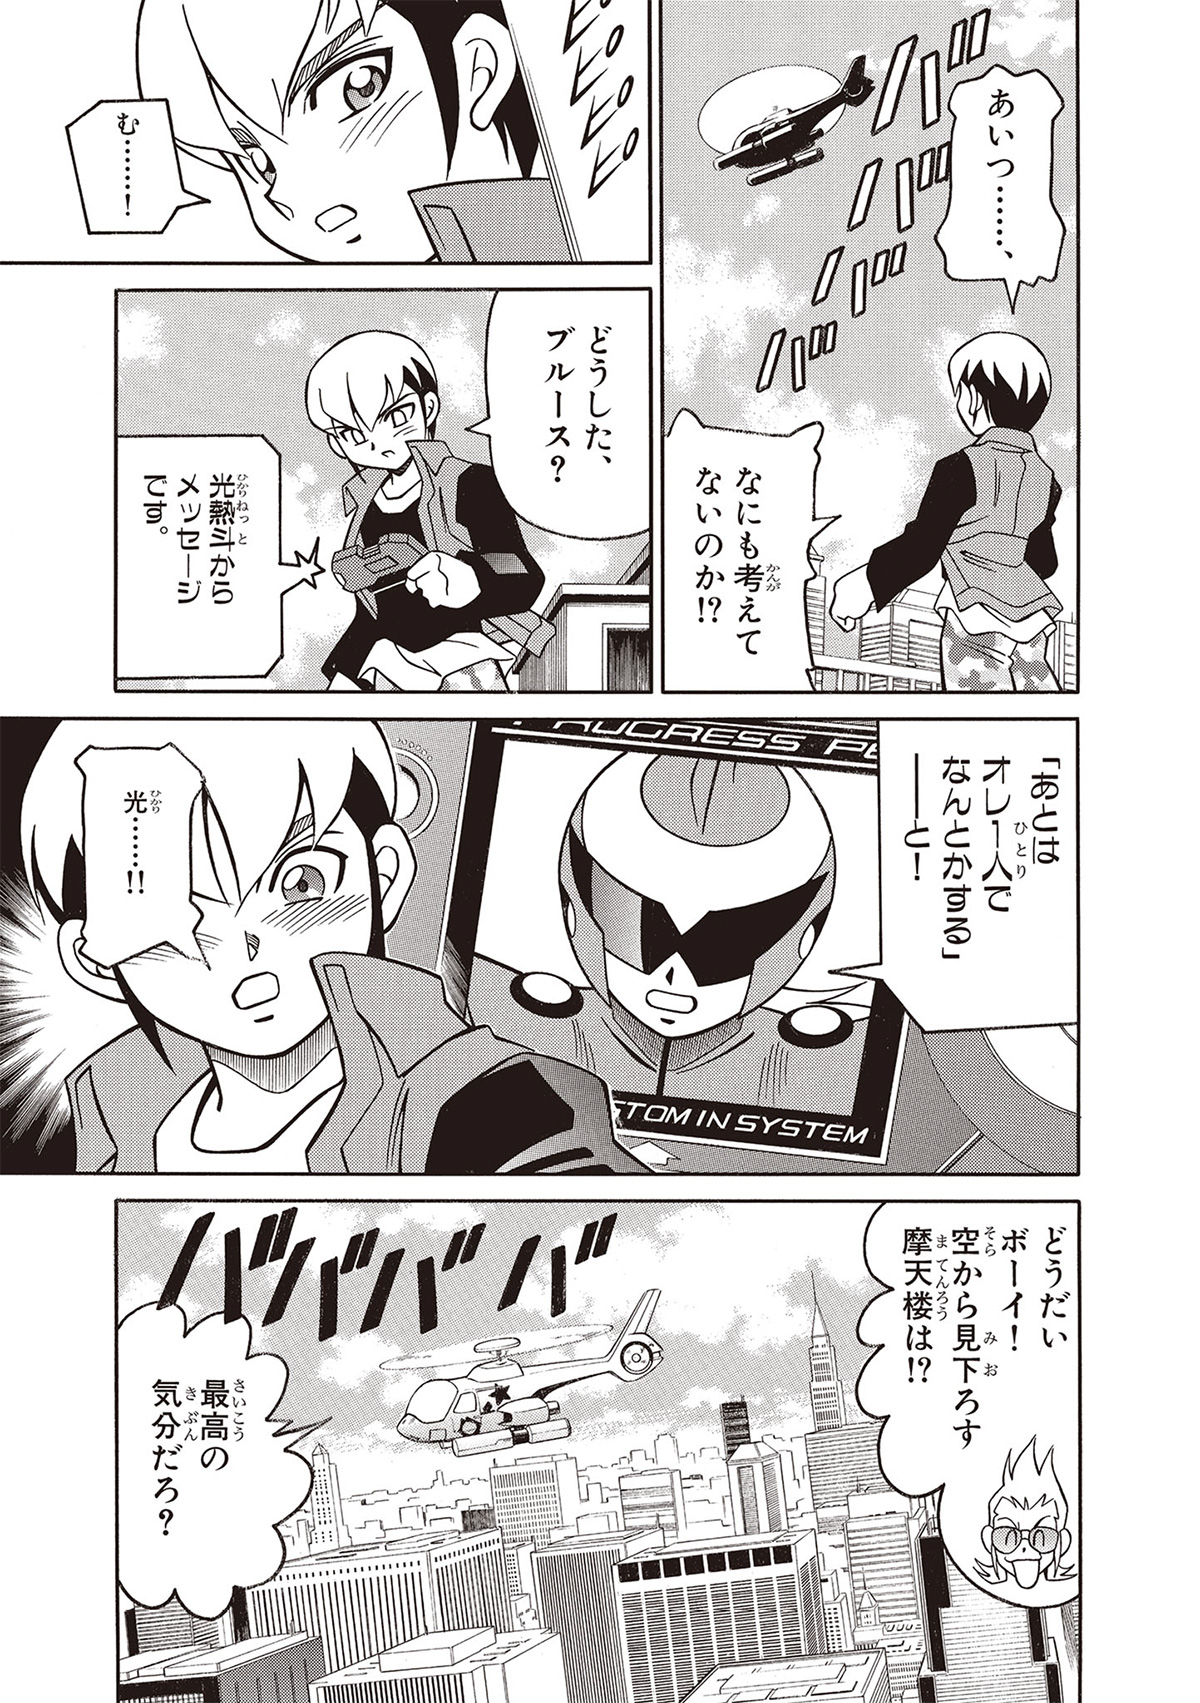 あいつ……、
バババババ
なにも考えて
ないのか!?
ピピピピ
む……！
どうした、
ブルース？
光熱斗から
メッセージ
です。
「あとは
オレ1人で
なんとかする」
──と！
PROGRESS PE
STOM IN SYSTEM
光……!!
どうだい
ボーイ！
空から見下ろす
摩天楼は!?
バババババ
最高の
気分だろ？